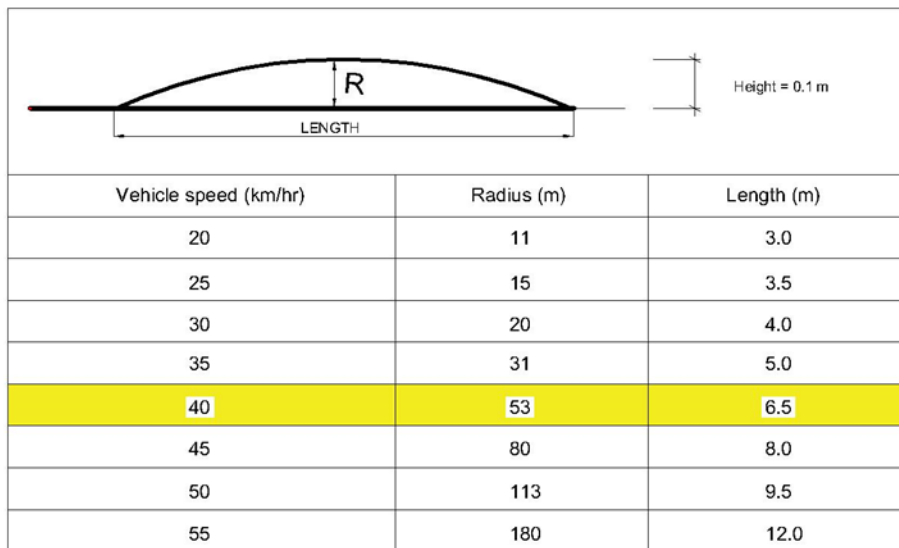 R
Height = 0.1 m
LENGTH
Vehicle speed (km/hr) Radius (m) Length (m)
20 11 3.0
25 15 3.5
30 20 4.0
35 31 5.0
40 53 6.5
45 80 8.0
50 113 9.5
55 180 12.0